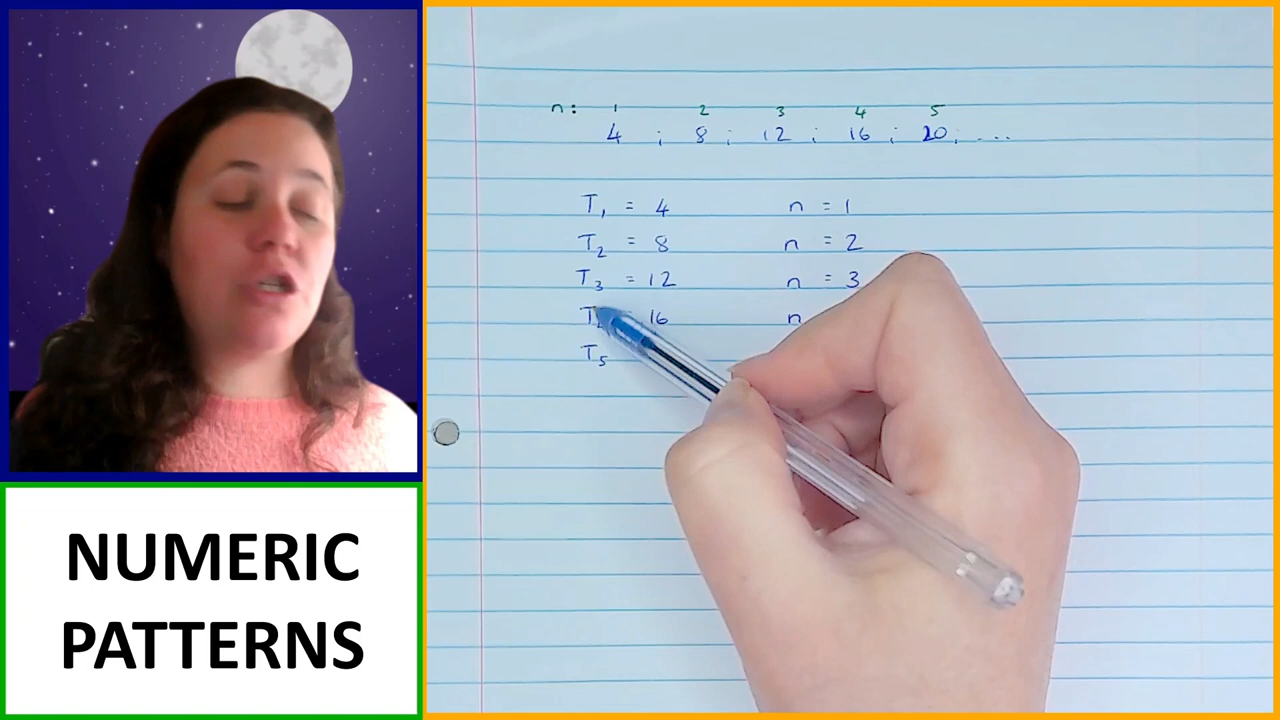 NUMERIC
PATTERNS
n: 1 2 3 4 5
4 ; 8 ; 12 ; 16 ; 20 ; ...
T₁ = 4 n = 1
T₂ = 8 n = 2
T₃ = 12 n = 3
T 16 n
T₅